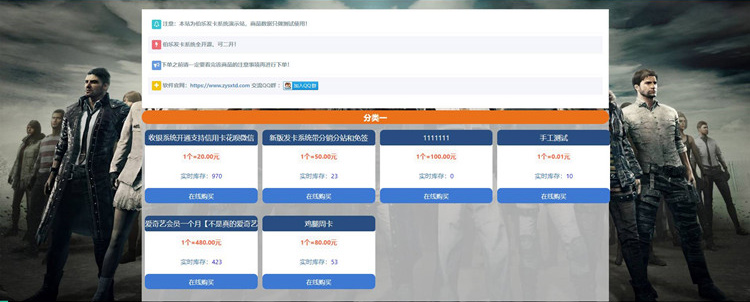 注意：本站为伯乐发卡系统演示站，商品数据只做测试使用！
伯乐发卡系统全开源，可二开！
下单之前请一定要看完该商品的注意事项再进行下单！
软件官网：https://www.zysxtd.com 交流QQ群： 加入QQ群
分类一
收银系统开通支持信用卡花呗微信
1个=20.00元
实时库存：970
在线购买
新版发卡系统带分销分站和免签
1个=50.00元
实时库存：23
在线购买
1111111
1个=100.00元
实时库存：0
在线购买
手工测试
1个=0.01元
实时库存：10
在线购买
爱奇艺会员一个月【不是真的爱奇艺
1个=480.00元
实时库存：423
在线购买
鸡腿周卡
1个=80.00元
实时库存：53
在线购买